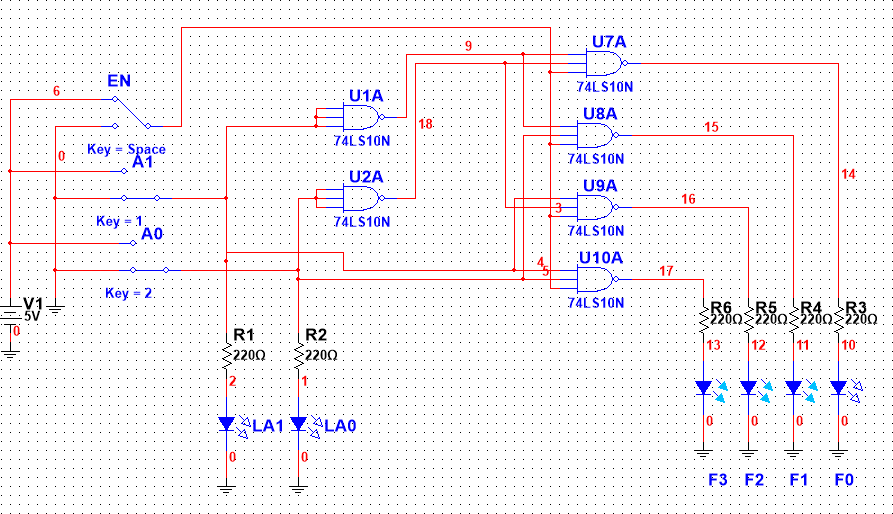 U7A
9
EN
74LS10N
6
U1A
U8A
18
15
74LS10N
Key = Space
0
A1
74LS10N
14
U2A
U9A
16
Key = 1
3
74LS10N
74LS10N
A0
4
5
U10A
17
Key = 2
74LS10N
V1
5V
0
R6
220Ω
R5
220Ω
R4
220Ω
R3
220Ω
R1
220Ω
R2
220Ω
13
12
11
10
2
1
LA1
LA0
0
0
0
0
0
0
F3
F2
F1
F0